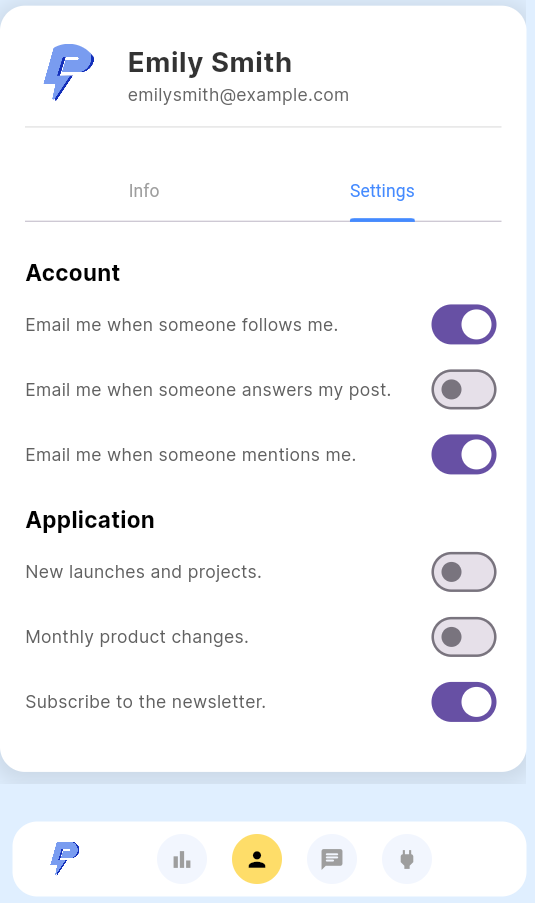 Emily Smith
emilysmith@example.com
Info
Settings
Account
Email me when someone follows me.
Email me when someone answers my post.
Email me when someone mentions me.
Application
New launches and projects.
Monthly product changes.
Subscribe to the newsletter.